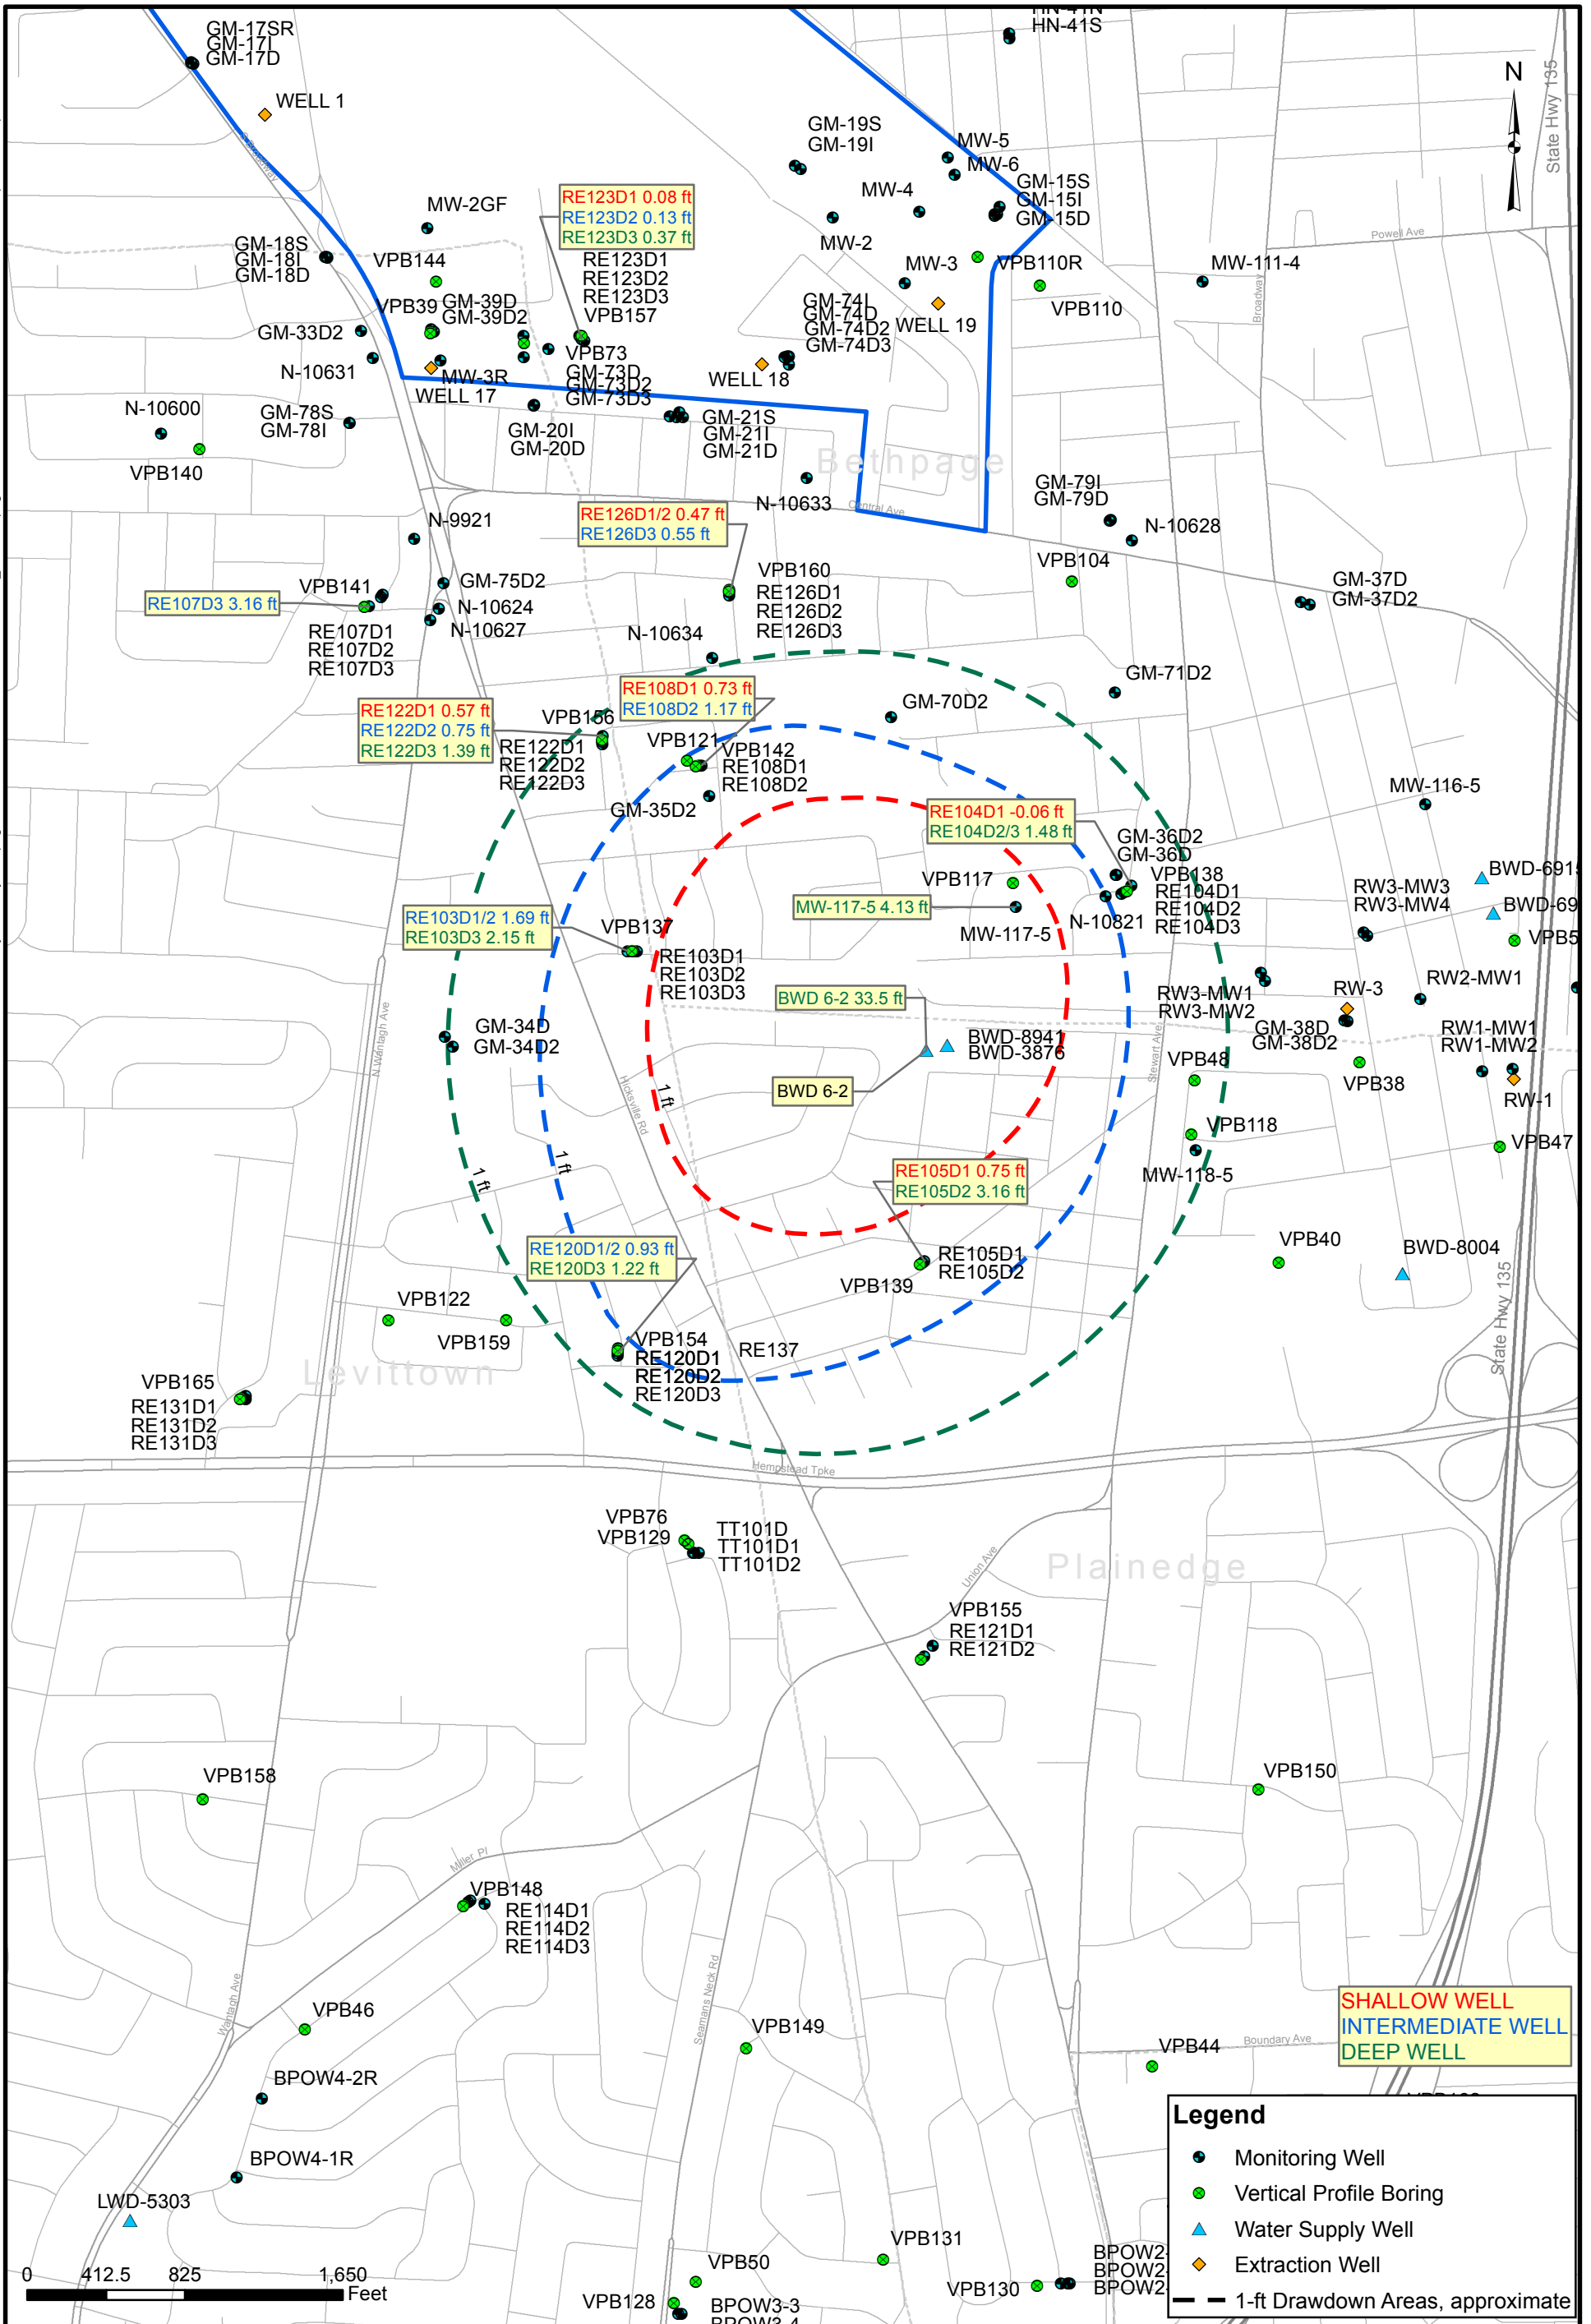 HN-41S
GM-17SR
GM-17I
GM-17D
WELL 1
S Broadway
N
State Hwy 135
GM-19S
GM-19I
MW-5
MW-6
MW-4
GM-15S
GM-15I
GM-15D
MW-2
RE123D1 0.08 ft
RE123D2 0.13 ft
RE123D3 0.37 ft
MW-2GF
GM-18S
GM-18I
GM-18D
VPB144
RE123D1
RE123D2
RE123D3
VPB157
Powell Ave
MW-3
VPB110R
VPB110
MW-111-4
Broadway
VPB39
GM-39D
GM-39D2
GM-33D2
N-10631
GM-74I
GM-74D
GM-74D2
GM-74D3
WELL 19
WELL 18
VPB73
GM-73D
GM-73D2
GM-73D3
MW-3R
WELL 17
N-10600
GM-78S
GM-78I
VPB140
GM-20I
GM-20D
GM-21S
GM-21I
GM-21D
Bethpage
N-10633
Central Ave
GM-79I
GM-79D
N-10628
N-9921
RE126D1/2 0.47 ft
RE126D3 0.55 ft
VPB160
RE126D1
RE126D2
RE126D3
VPB104
GM-37D
GM-37D2
VPB141
RE107D3 3.16 ft
RE107D1
RE107D2
RE107D3
GM-75D2
N-10624
N-10627
N-10634
GM-71D2
RE108D1 0.73 ft
RE108D2 1.17 ft
GM-70D2
RE122D1 0.57 ft
RE122D2 0.75 ft
RE122D3 1.39 ft
VPB156
RE122D1
RE122D2
RE122D3
VPB121
VPB142
RE108D1
RE108D2
GM-35D2
MW-116-5
RE104D1 -0.06 ft
RE104D2/3 1.48 ft
GM-36D2
GM-36D
VPB138
RE104D1
RE104D2
RE104D3
VPB117
MW-117-5 4.13 ft
MW-117-5
N-10821
RW3-MW3
RW3-MW4
RE103D1/2 1.69 ft
RE103D3 2.15 ft
VPB137
RE103D1
RE103D2
RE103D3
BWD 6-2 33.5 ft
RW3-MW1
RW3-MW2
RW-3
RW2-MW1
GM-34D
GM-34D2
BWD-8941
BWD-3876
GM-38D
GM-38D2
RW1-MW1
RW1-MW2
N Wantagh Ave
Hicksville Rd
1 ft
BWD 6-2
Stewart Ave
VPB48
VPB38
RW-1
VPB118
VPB47
1 ft
1 ft
MW-118-5
RE105D1 0.75 ft
RE105D2 3.16 ft
RE120D1/2 0.93 ft
RE120D3 1.22 ft
RE105D1
RE105D2
VPB139
VPB40
BWD-8004
State Hwy 135
VPB122
VPB159
VPB154
RE120D1
RE120D2
RE120D3
RE137
Levittown
VPB165
RE131D1
RE131D2
RE131D3
Hempstead Tpke
VPB76
VPB129
TT101D
TT101D1
TT101D2
Union Ave
Plainedge
VPB155
RE121D1
RE121D2
VPB158
VPB150
Miller Pl
VPB148
RE114D1
RE114D2
RE114D3
Wantagh Ave
Seamans Neck Rd
VPB46
VPB149
VPB44
Boundary Ave
SHALLOW WELL
INTERMEDIATE WELL
DEEP WELL
BPOW4-2R
BPOW4-1R
LWD-5303
Legend
Monitoring Well
Vertical Profile Boring
Water Supply Well
Extraction Well
1-ft Drawdown Areas, approximate
0 412.5 825 1,650
Feet
VPB50
VPB128
BPOW3-3
VPB131
VPB130